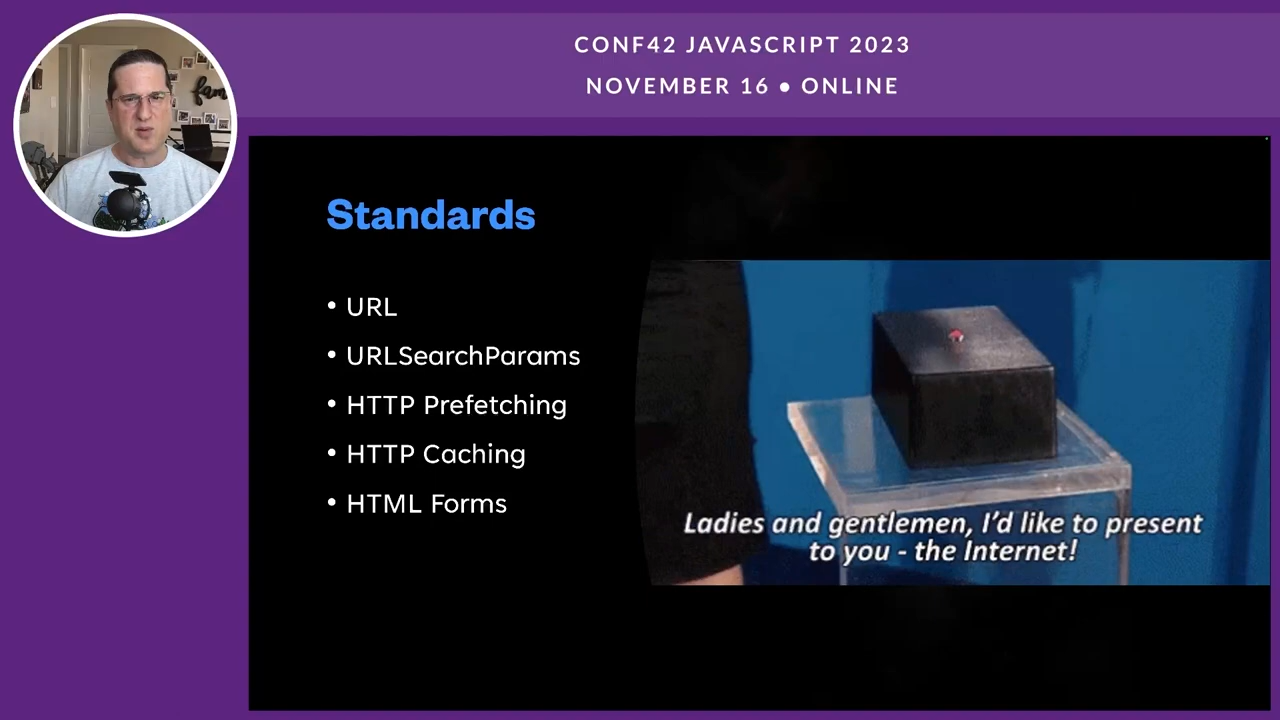 CONF42 JAVASCRIPT 2023
NOVEMBER 16 ● ONLINE
Standards
• URL
• URLSearchParams
• HTTP Prefetching
• HTTP Caching
• HTML Forms
Ladies and gentlemen, I'd like to present
to you - the Internet!